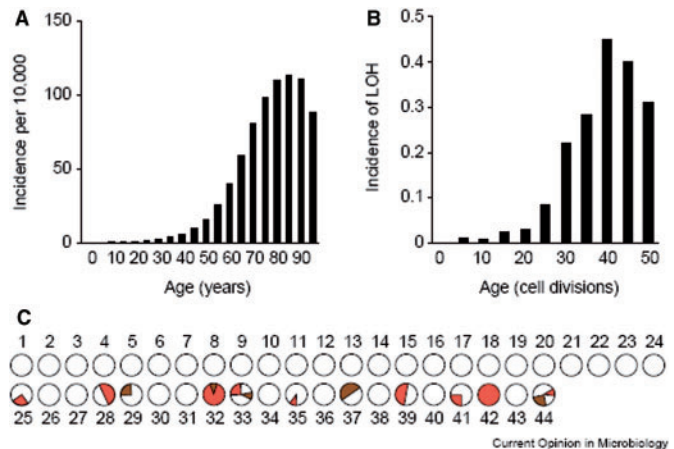 A
150
100
50
0
Incidence per 10,000
0 10 20 30 40 50 60 70 80 90
Age (years)
B
0.5
0.4
0.3
0.2
0.1
0
Incidence of LOH
0 10 20 30 40 50
Age (cell divisions)
C
1 2 3 4 5 6 7 8 9 10 11 12 13 14 15 16 17 18 19 20 21 22 23 24
25 26 27 28 29 30 31 32 33 34 35 36 37 38 39 40 41 42 43 44
Current Opinion in Microbiology